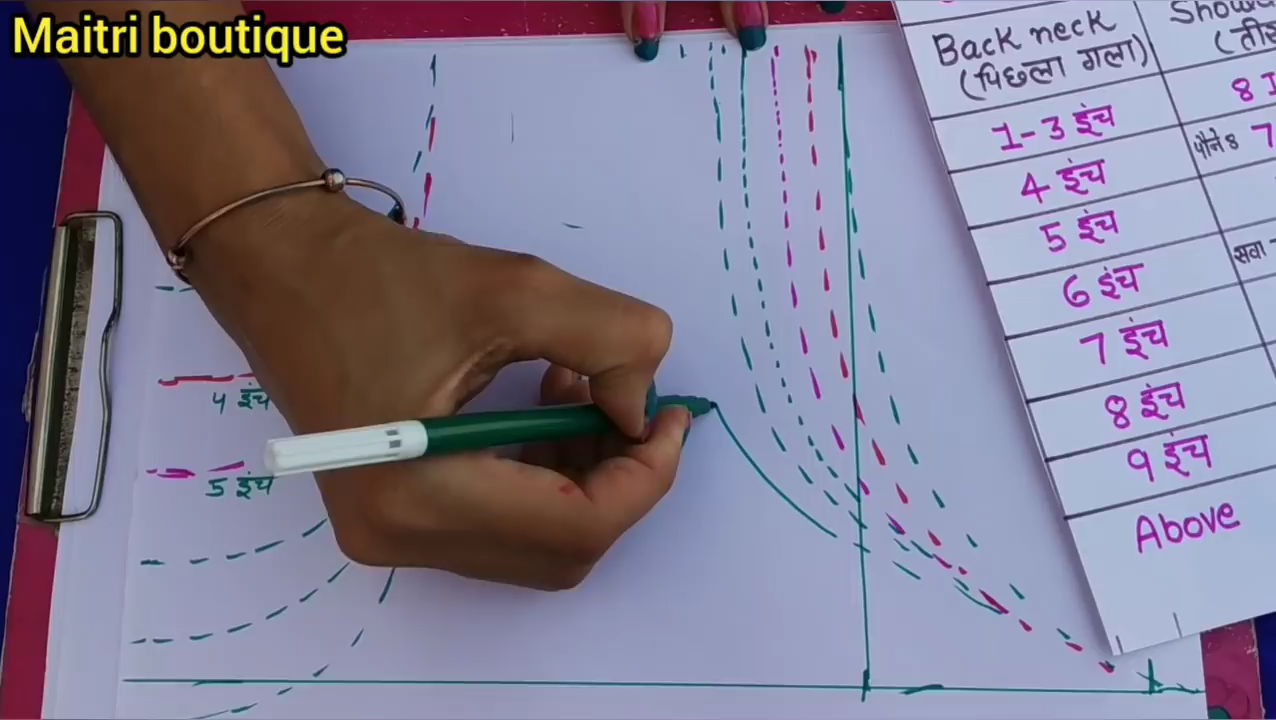 Maitri boutique
Back neck
(पिछला गला)
1-3 इंच
4 इंच
5 इंच
6 इंच
7 इंच
8 इंच
9 इंच
Above
(
8
पौने 8 7
सवा
4 इंच
5 इंच